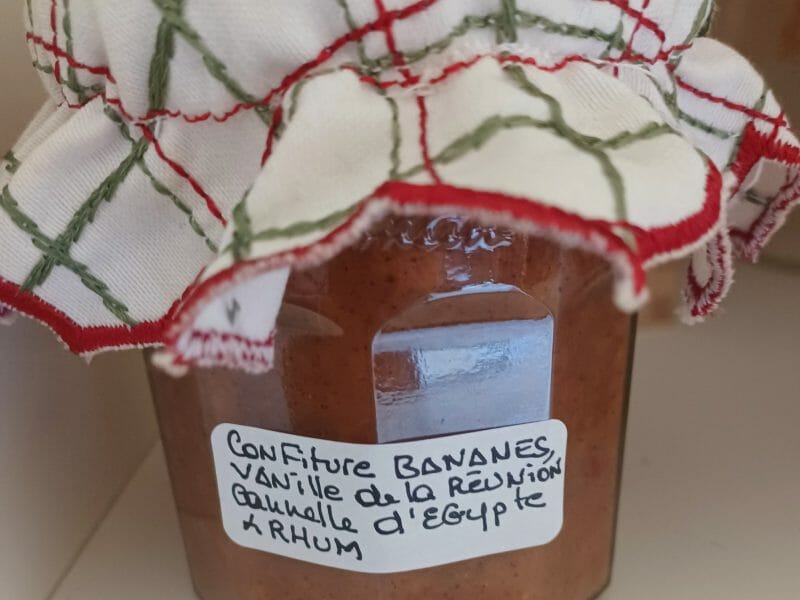 CONFiture BANANES,
VANille de la RÉUNION
Cannelle d'EGYpte
& RHUM